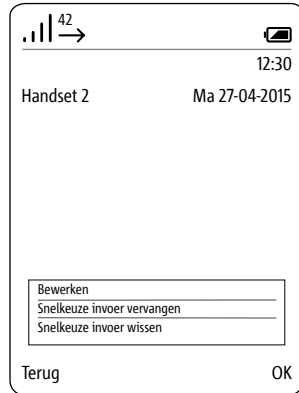 42
12:30
Handset 2 Ma 27-04-2015
Bewerken
Snelkeuze invoer vervangen
Snelkeuze invoer wissen
Terug OK